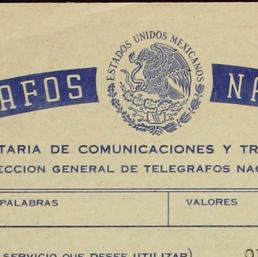 ESTADOS UNIDOS MEXICANOS
AFOS NA
TARIA DE COMUNICACIONES Y TR
ECCION GENERAL DE TELEGRAFOS NAC
PALABRAS VALORES
SERVICIO QUE DESEE UTILIZAR)